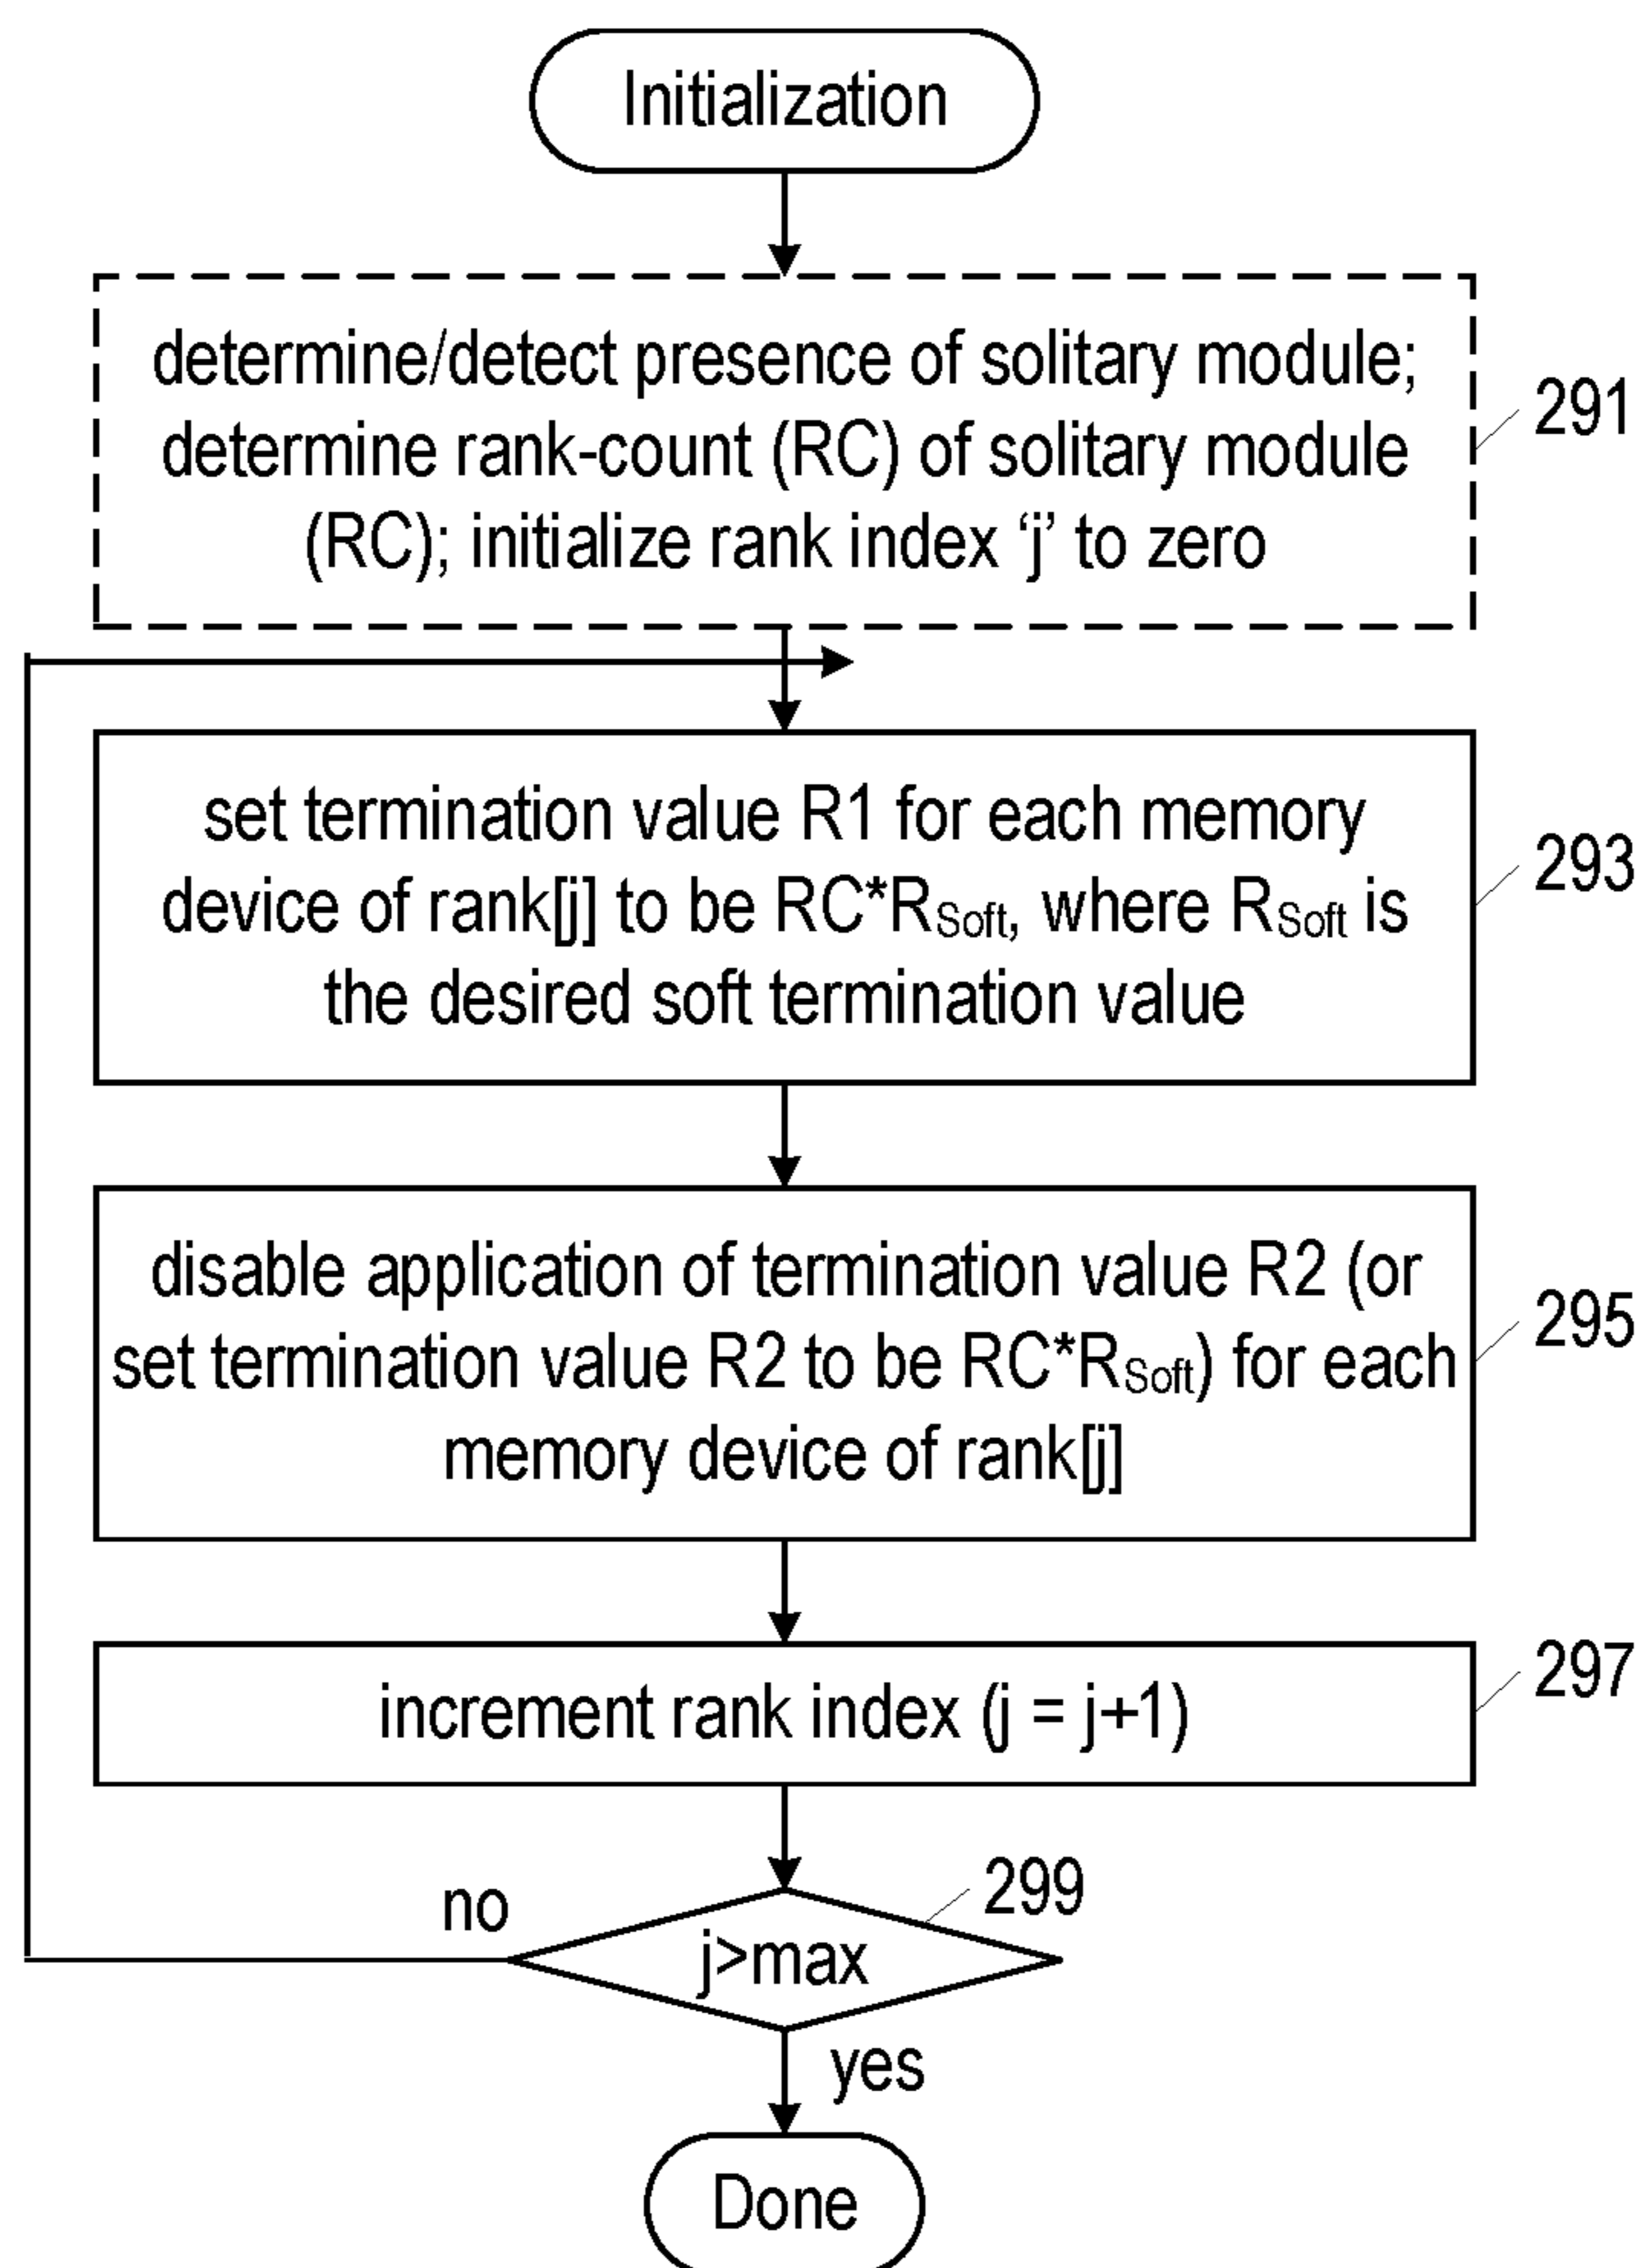 Initialization
determine/detect presence of solitary module;
determine rank-count (RC) of solitary module
(RC); initialize rank index ‘j’ to zero
291
set termination value R1 for each memory
device of rank[j] to be RC*RSoft, where RSoft is
the desired soft termination value
293
disable application of termination value R2 (or
set termination value R2 to be RC*RSoft) for each
memory device of rank[j]
295
increment rank index (j = j+1)
297
299
no
j>max
yes
Done